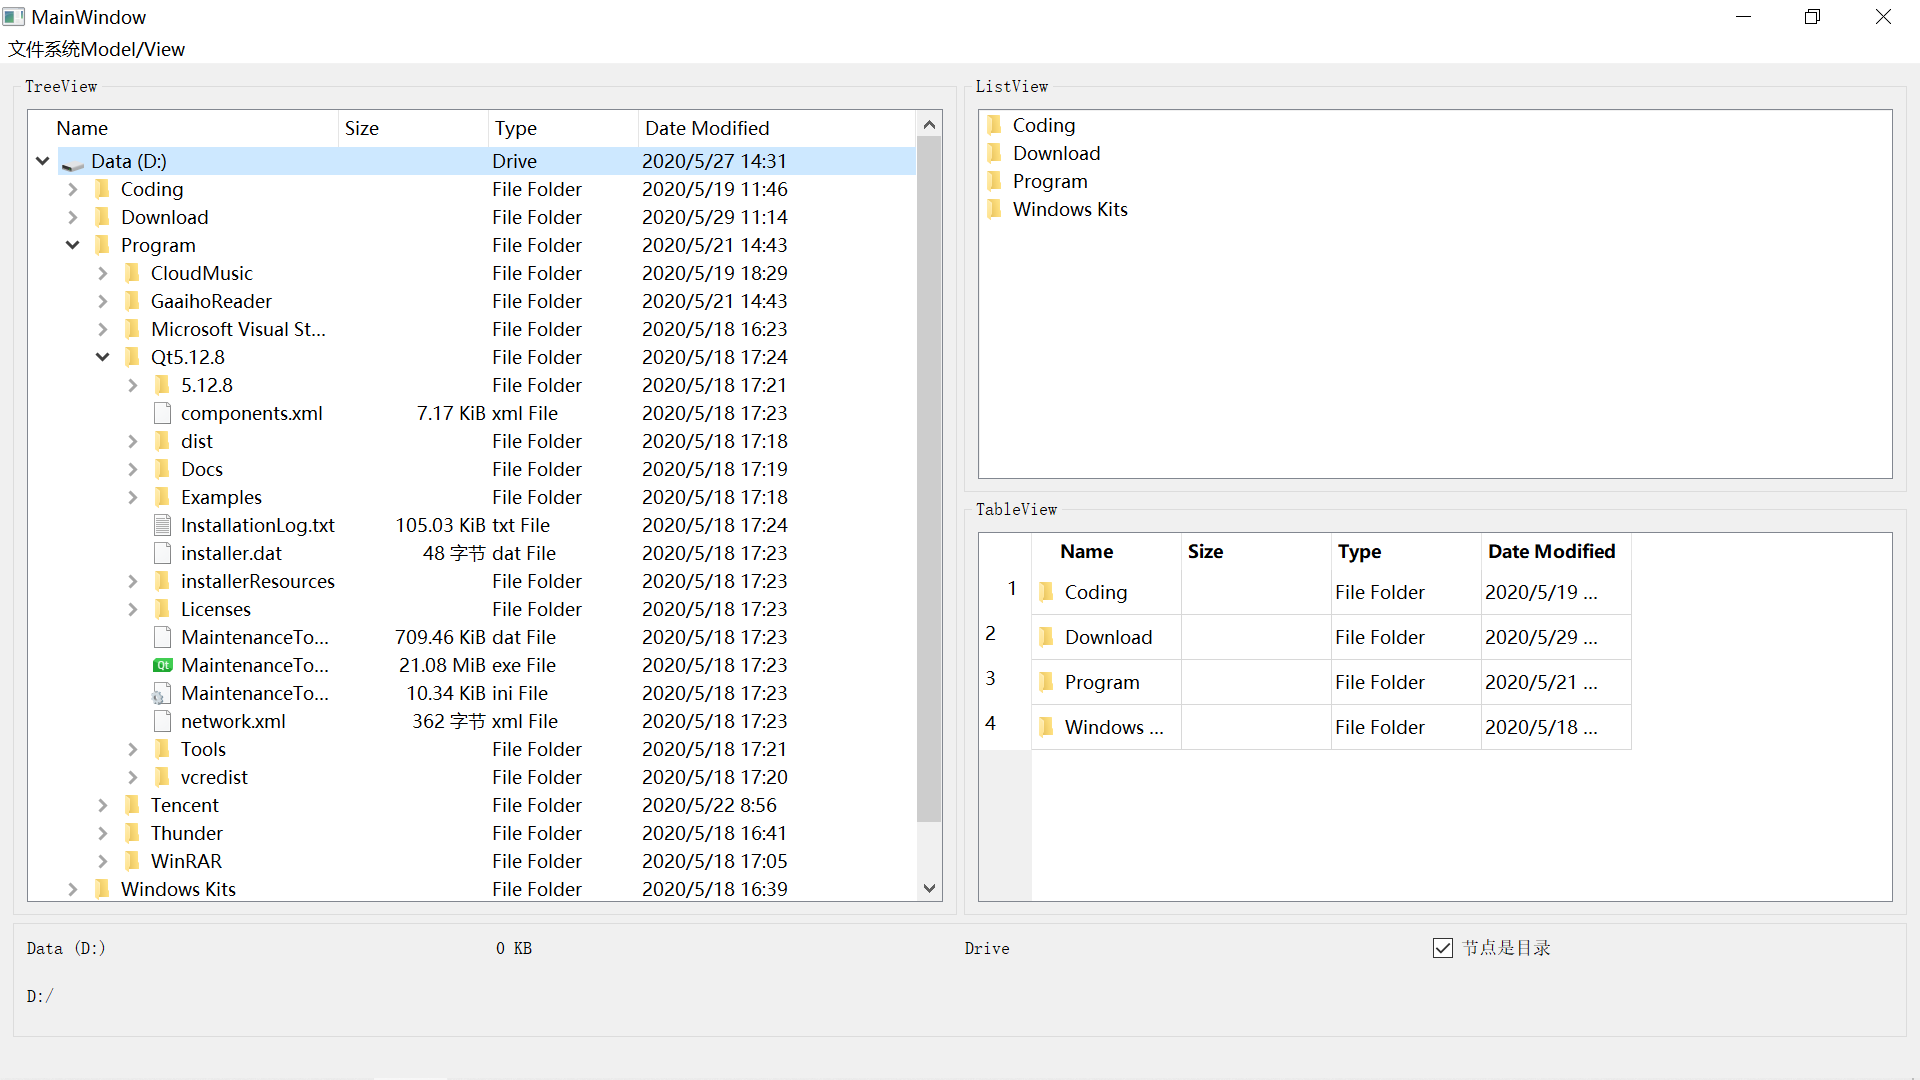 MainWindow
文件系统Model/View
TreeView
Name Size Type Date Modified
Data (D:) Drive 2020/5/27 14:31
Coding File Folder 2020/5/19 11:46
Download File Folder 2020/5/29 11:14
Program File Folder 2020/5/21 14:43
CloudMusic File Folder 2020/5/19 18:29
GaaihoReader File Folder 2020/5/21 14:43
Microsoft Visual St... File Folder 2020/5/18 16:23
Qt5.12.8 File Folder 2020/5/18 17:24
5.12.8 File Folder 2020/5/18 17:21
components.xml 7.17 KiB xml File 2020/5/18 17:23
dist File Folder 2020/5/18 17:18
Docs File Folder 2020/5/18 17:19
Examples File Folder 2020/5/18 17:18
InstallationLog.txt 105.03 KiB txt File 2020/5/18 17:24
installer.dat 48 字节 dat File 2020/5/18 17:23
installerResources File Folder 2020/5/18 17:23
Licenses File Folder 2020/5/18 17:23
MaintenanceTo... 709.46 KiB dat File 2020/5/18 17:23
Qt MaintenanceTo... 21.08 MiB exe File 2020/5/18 17:23
MaintenanceTo... 10.34 KiB ini File 2020/5/18 17:23
network.xml 362 字节 xml File 2020/5/18 17:23
Tools File Folder 2020/5/18 17:21
vcredist File Folder 2020/5/18 17:20
Tencent File Folder 2020/5/22 8:56
Thunder File Folder 2020/5/18 16:41
WinRAR File Folder 2020/5/18 17:05
Windows Kits File Folder 2020/5/18 16:39
ListView
Coding
Download
Program
Windows Kits
TableView
Name Size Type Date Modified
1 Coding File Folder 2020/5/19 ...
2 Download File Folder 2020/5/29 ...
3 Program File Folder 2020/5/21 ...
4 Windows ... File Folder 2020/5/18 ...
Data (D:) 0 KB Drive 节点是目录
D:/